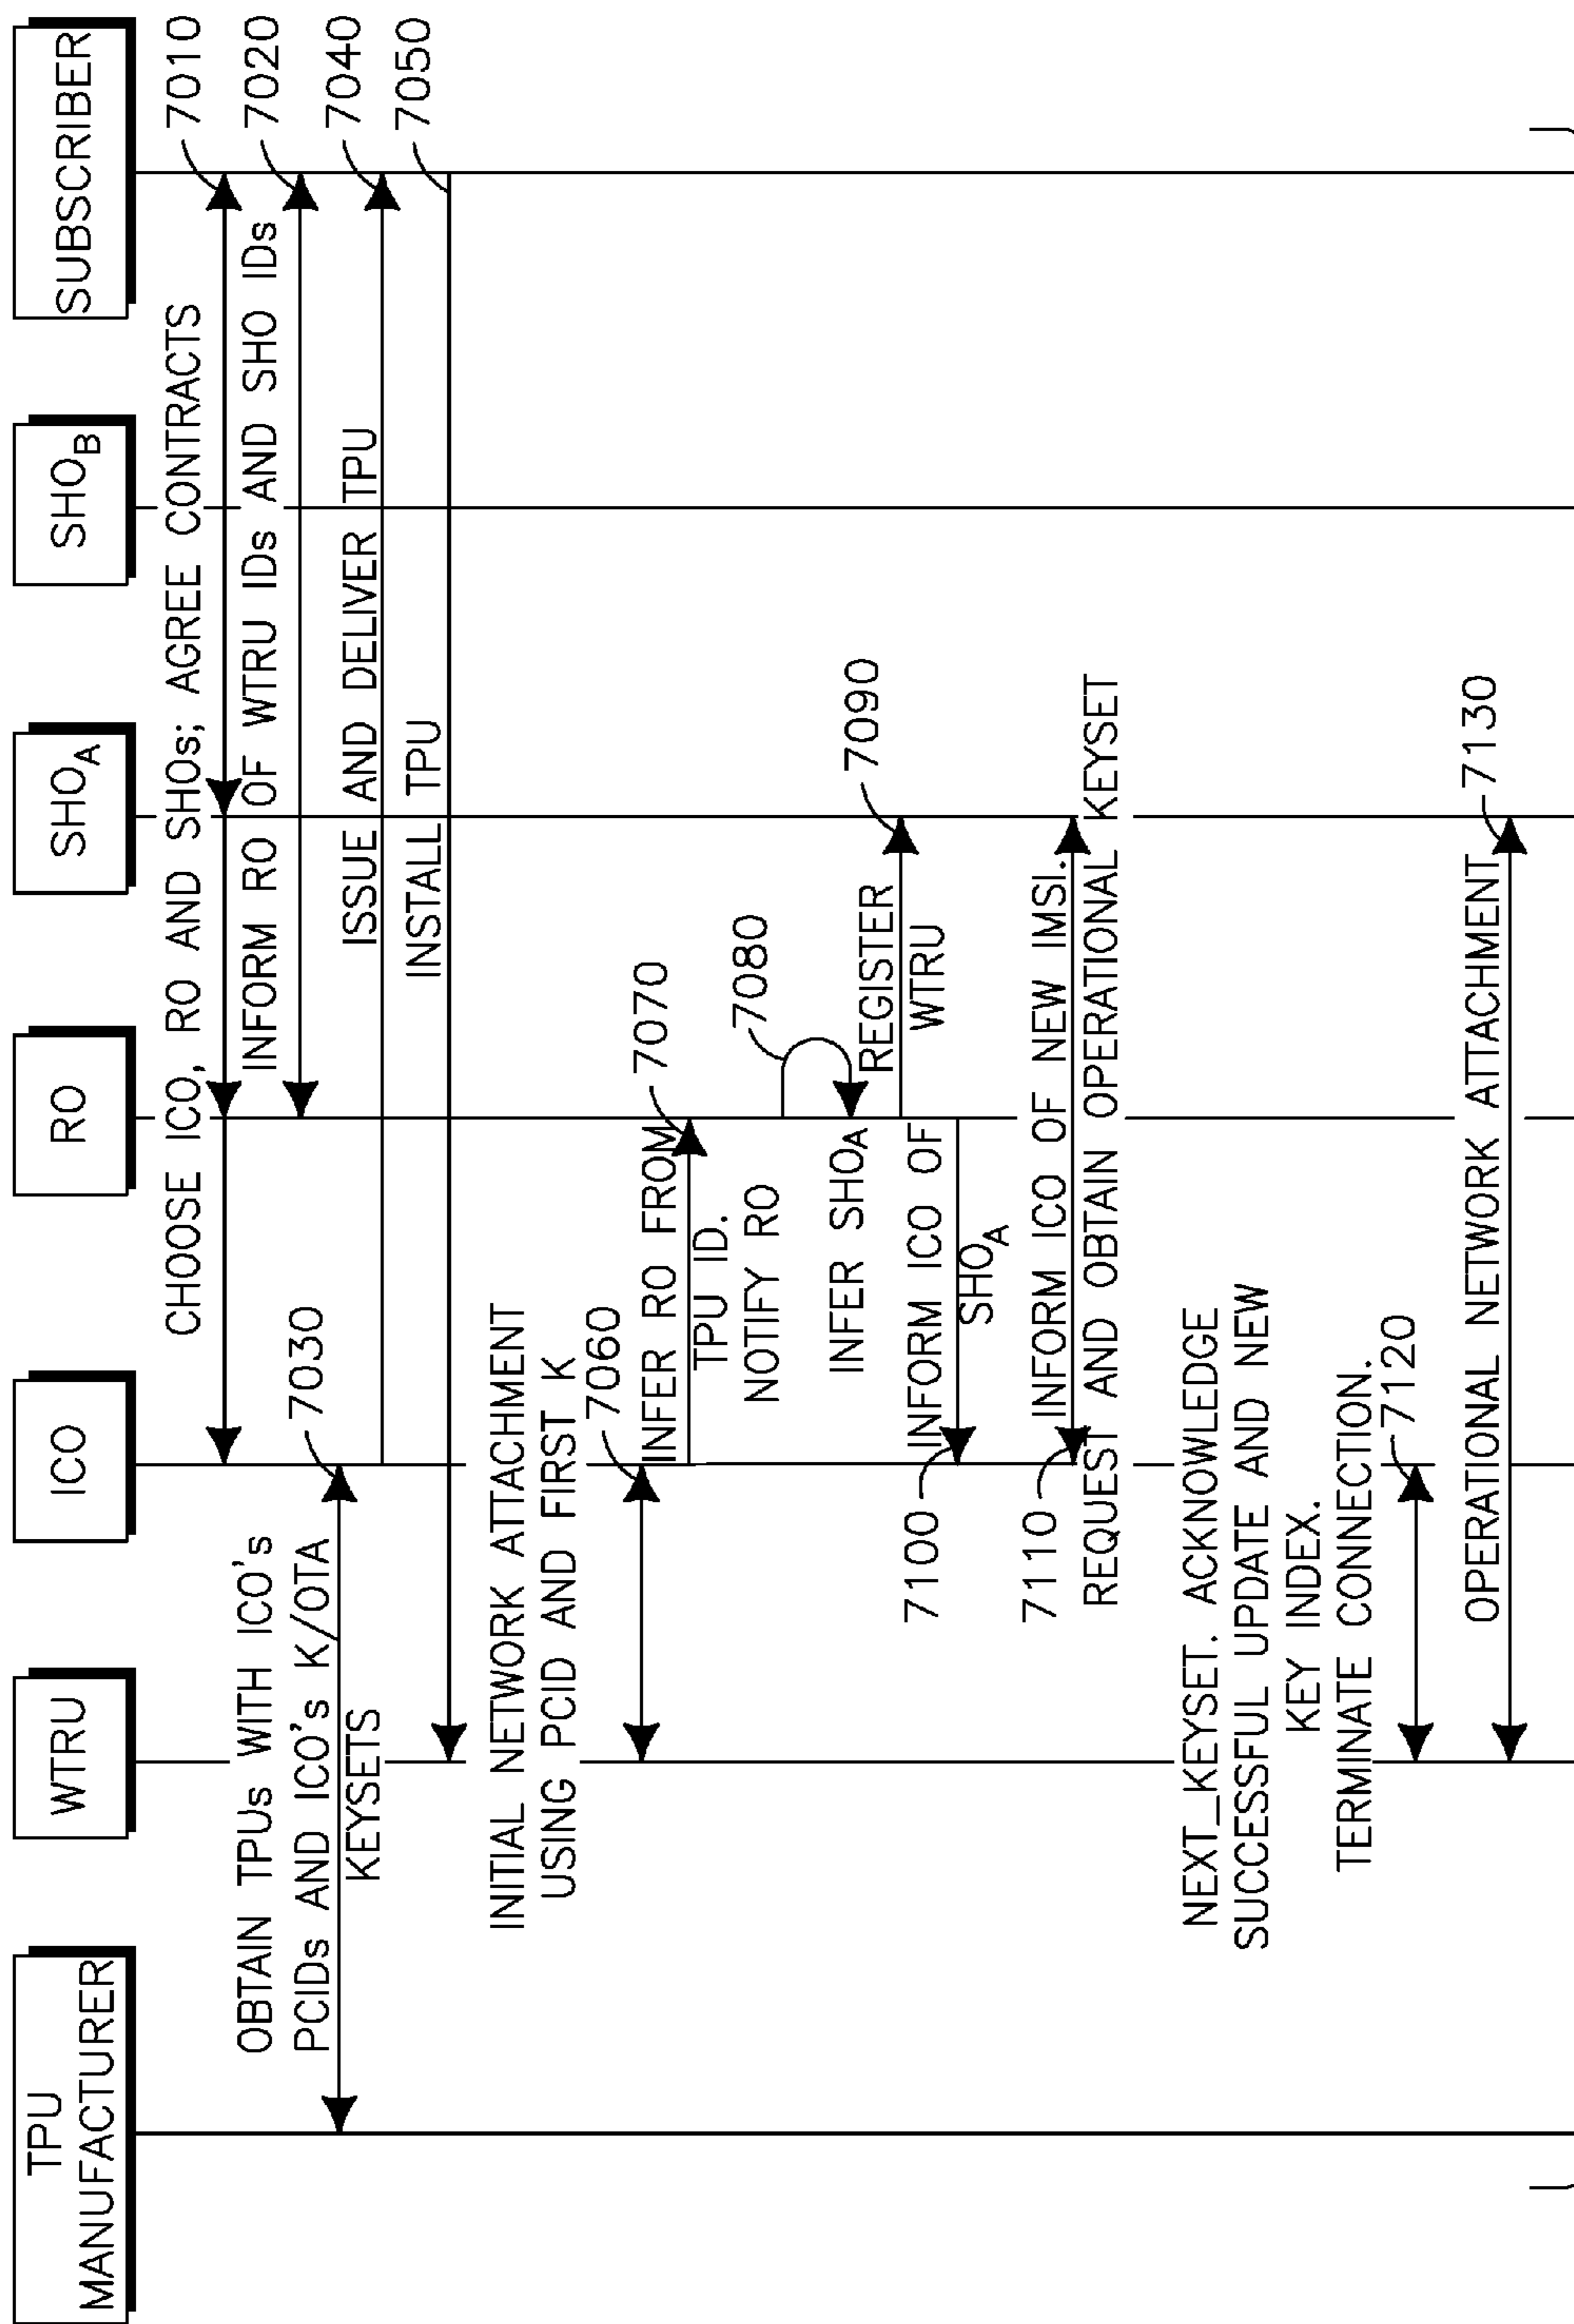 TPU
MANUFACTURER
WTRU
ICO
RO
SHOA
SHOB
SUBSCRIBER
CHOOSE ICO, RO AND SHOs; AGREE CONTRACTS
7010
INFORM RO OF WTRU IDs AND SHO IDs
7020
OBTAIN TPUs WITH ICO's
PCIDs AND ICO's K/OTA
KEYSETS
7030
ISSUE AND DELIVER TPU
7040
INSTALL TPU
7050
INITIAL NETWORK ATTACHMENT
USING PCID AND FIRST K
7060
INFER RO FROM
TPU ID.
NOTIFY RO
7070
7080
INFER SHOA
REGISTER
WTRU
7090
7100
INFORM ICO OF
SHOA
7110
INFORM ICO OF NEW IMSI.
REQUEST AND OBTAIN OPERATIONAL KEYSET
NEXT_KEYSET. ACKNOWLEDGE
SUCCESSFUL UPDATE AND NEW
KEY INDEX.
TERMINATE CONNECTION.
7120
OPERATIONAL NETWORK ATTACHMENT
7130